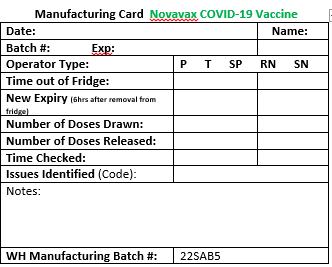 Manufacturing Card Novavax COVID-19 Vaccine
Date: Name:
Batch #: Exp:
Operator Type: P T SP RN SN
Time out of Fridge:
New Expiry (6hrs after removal from
fridge)
Number of Doses Drawn:
Number of Doses Released:
Time Checked:
Issues Identified (Code):
Notes:
WH Manufacturing Batch #: 22SAB5